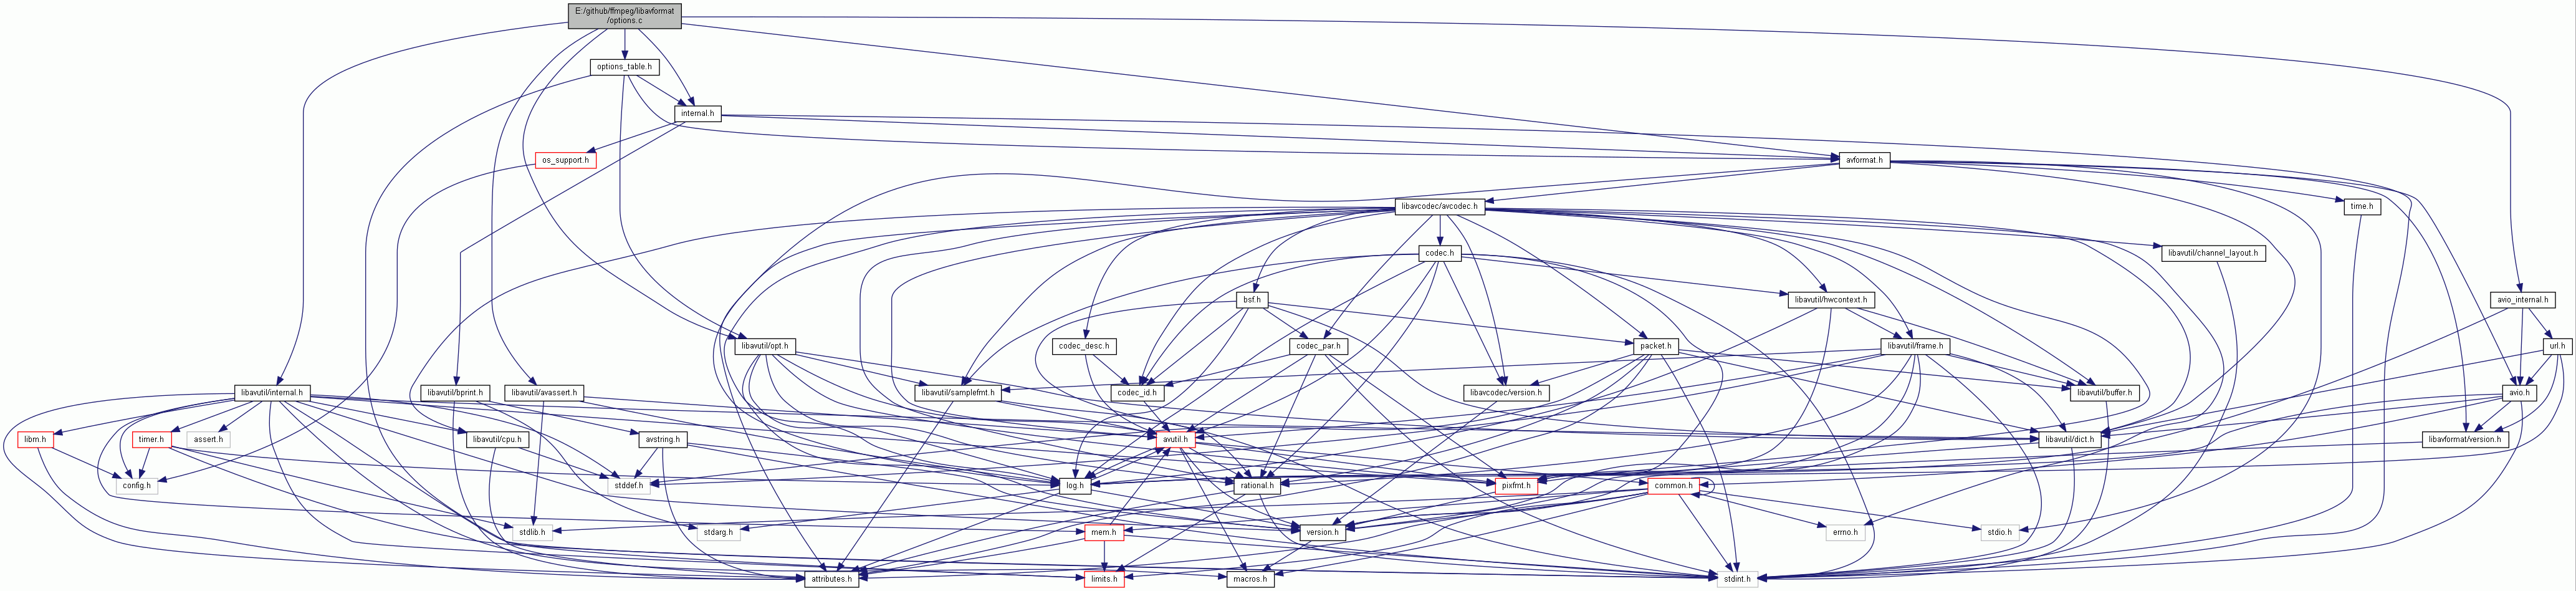 E:/github/ffmpeg/libavformat
/options.c
options_table.h
internal.h
os_support.h
avformat.h
libavcodec/avcodec.h
time.h
codec.h
libavutil/channel_layout.h
bsf.h
libavutil/hwcontext.h
avio_internal.h
libavutil/opt.h
codec_desc.h
codec_par.h
packet.h
libavutil/frame.h
url.h
libavutil/internal.h
libavutil/bprint.h
libavutil/avassert.h
libavutil/samplefmt.h
codec_id.h
libavcodec/version.h
libavutil/buffer.h
avio.h
libm.h
timer.h
assert.h
libavutil/cpu.h
avstring.h
avutil.h
libavutil/dict.h
libavformat/version.h
config.h
stddef.h
log.h
rational.h
pixfmt.h
common.h
stdlib.h
stdarg.h
mem.h
version.h
errno.h
stdio.h
attributes.h
limits.h
macros.h
stdint.h